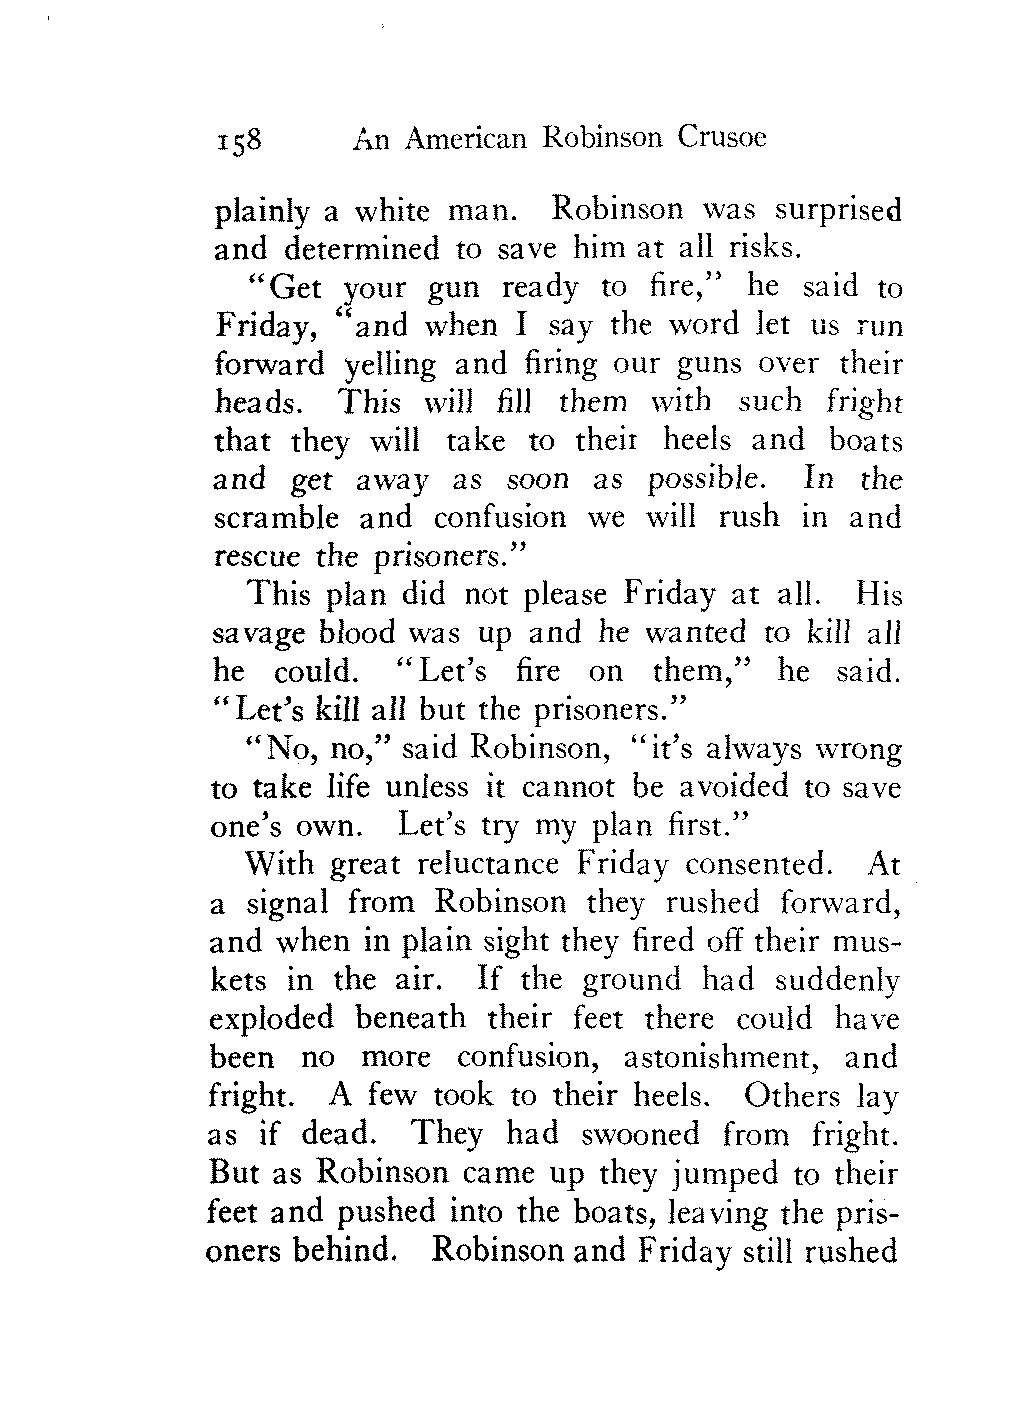 158 An American Robinson Crusoe
plainly a white man. Robinson was surprised
and determined to save him at all risks.
"Get your gun ready to fire," he said to
Friday, "and when I say the word let us run
forward yelling and firing our guns over their
heads. This will fill them with such fright
that they will take to their heels and boats
and get away as soon as possible. In the
scramble and confusion we will rush in and
rescue the prisoners."
This plan did not please Friday at all. His
savage blood was up and he wanted to kill all
he could. "Let's fire on them," he said.
"Let's kill all but the prisoners."
"No, no," said Robinson, "it's always wrong
to take life unless it cannot be avoided to save
one's own. Let's try my plan first."
With great reluctance Friday consented. At
a signal from Robinson they rushed forward,
and when in plain sight they fired off their mus-
kets in the air. If the ground had suddenly
exploded beneath their feet there could have
been no more confusion, astonishment, and
fright. A few took to their heels. Others lay
as if dead. They had swooned from fright.
But as Robinson came up they jumped to their
feet and pushed into the boats, leaving the pris-
oners behind. Robinson and Friday still rushed